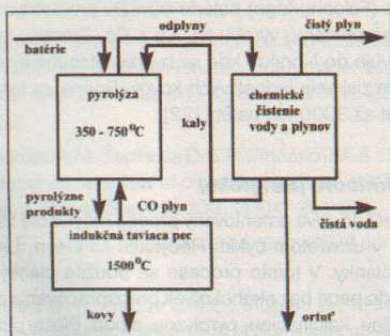 odplyny
čistý plyn
batérie
pyrolýza
350 - 750°C
kaly
chemické
čistenie
vody a plynov
pyrolýzne
produkty
CO plyn
čistá voda
indukčná taviaca p
1500°C
kovy
ortuť